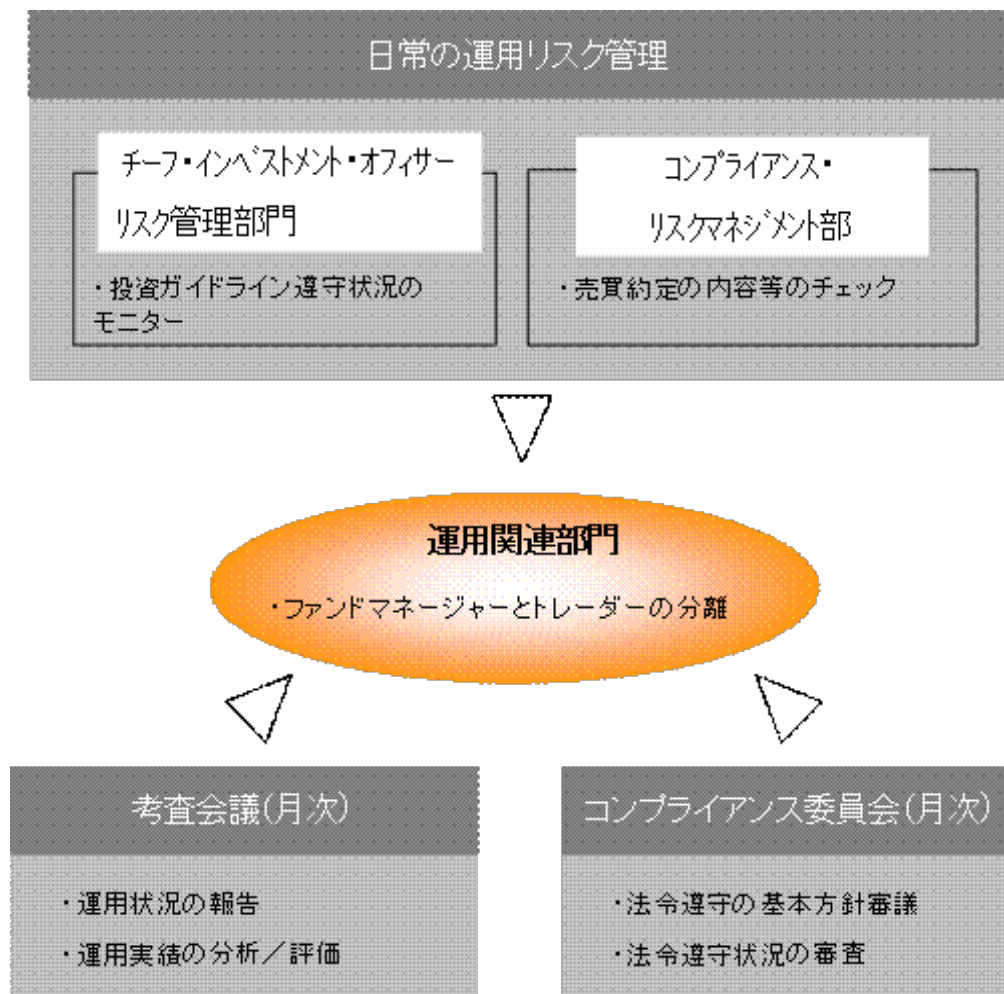 日常の運用リスク管理
チーフ・インベストメント・オフィサー
リスク管理部門
・投資ガイドライン遵守状況の
モニター
コンプライアンス・
リスクマネジメント部
・売買約定の内容等のチェック
運用関連部門
・ファンドマネージャーとトレーダーの分離
考査会議(月次)
・運用状況の報告
・運用実績の分析／評価
コンプライアンス委員会(月次)
・法令遵守の基本方針審議
・法令遵守状況の審査